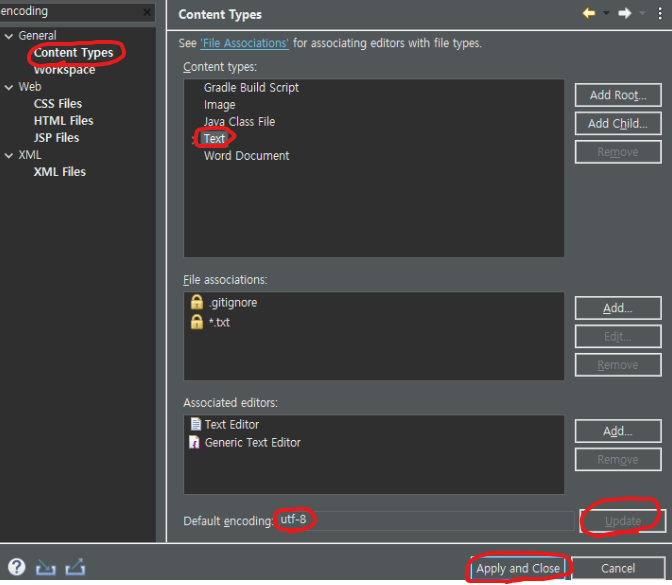 encoding
General
Content Types
Workspace
Web
CSS Files
HTML Files
JSP Files
XML
XML Files
Content Types
See 'File Associations' for associating editors with file types.
Content types:
Gradle Build Script
Image
Java Class File
Text
Word Document
Add Root...
Add Child...
Remove
File associations:
.gitignore
*.txt
Add...
Edit...
Remove
Associated editors:
Text Editor
Generic Text Editor
Add...
Remove
Default encoding: utf-8
Update
Apply and Close
Cancel